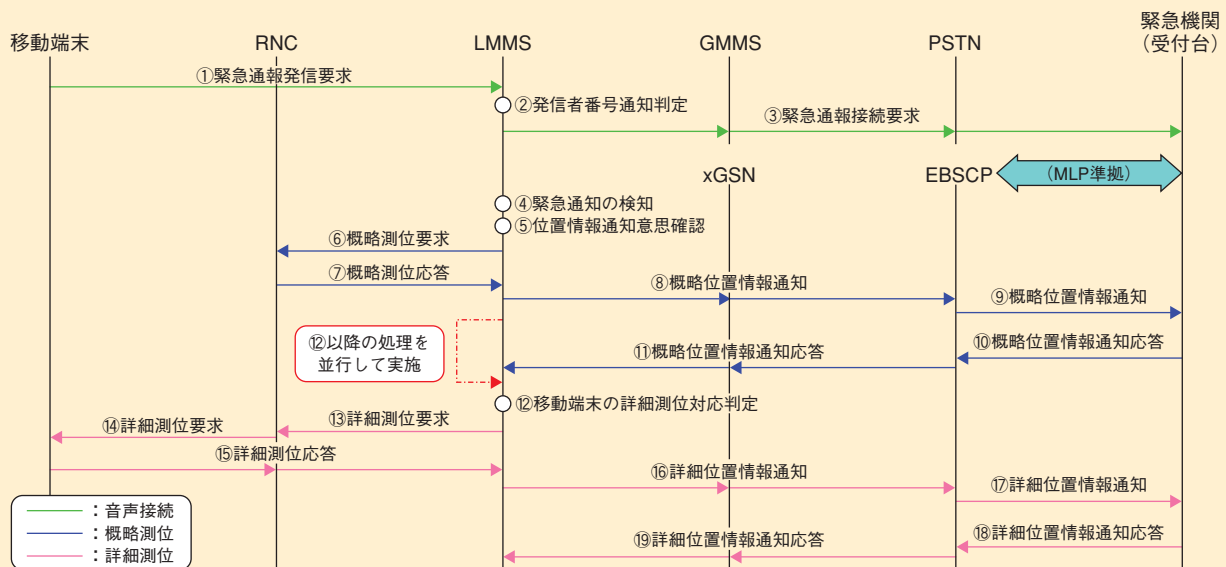 緊急機関
(受付台)
移動端末
RNC
LMMS
GMMS
PSTN
①緊急通報発信要求
②発信者番号通知判定
③緊急通報接続要求
xGSN
EBSCP
(MLP準拠)
④緊急通知の検知
⑤位置情報通知意思確認
⑥概略測位要求
⑦概略測位応答
⑧概略位置情報通知
⑨概略位置情報通知
⑩概略位置情報通知応答
⑪概略位置情報通知応答
⑫以降の処理を
並行して実施
⑫移動端末の詳細測位対応判定
⑬詳細測位要求
⑭詳細測位要求
⑮詳細測位応答
⑯詳細位置情報通知
⑰詳細位置情報通知
⑱詳細位置情報通知応答
⑲詳細位置情報通知応答
:音声接続
:概略測位
:詳細測位